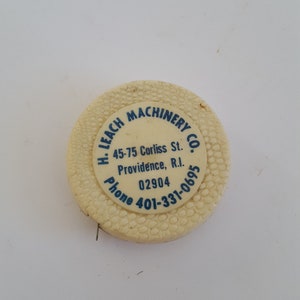 H. LEACH MACHINERY CO.
45-75 Corliss St.
Providence, R.I.
02904
Phone 401-331-0695